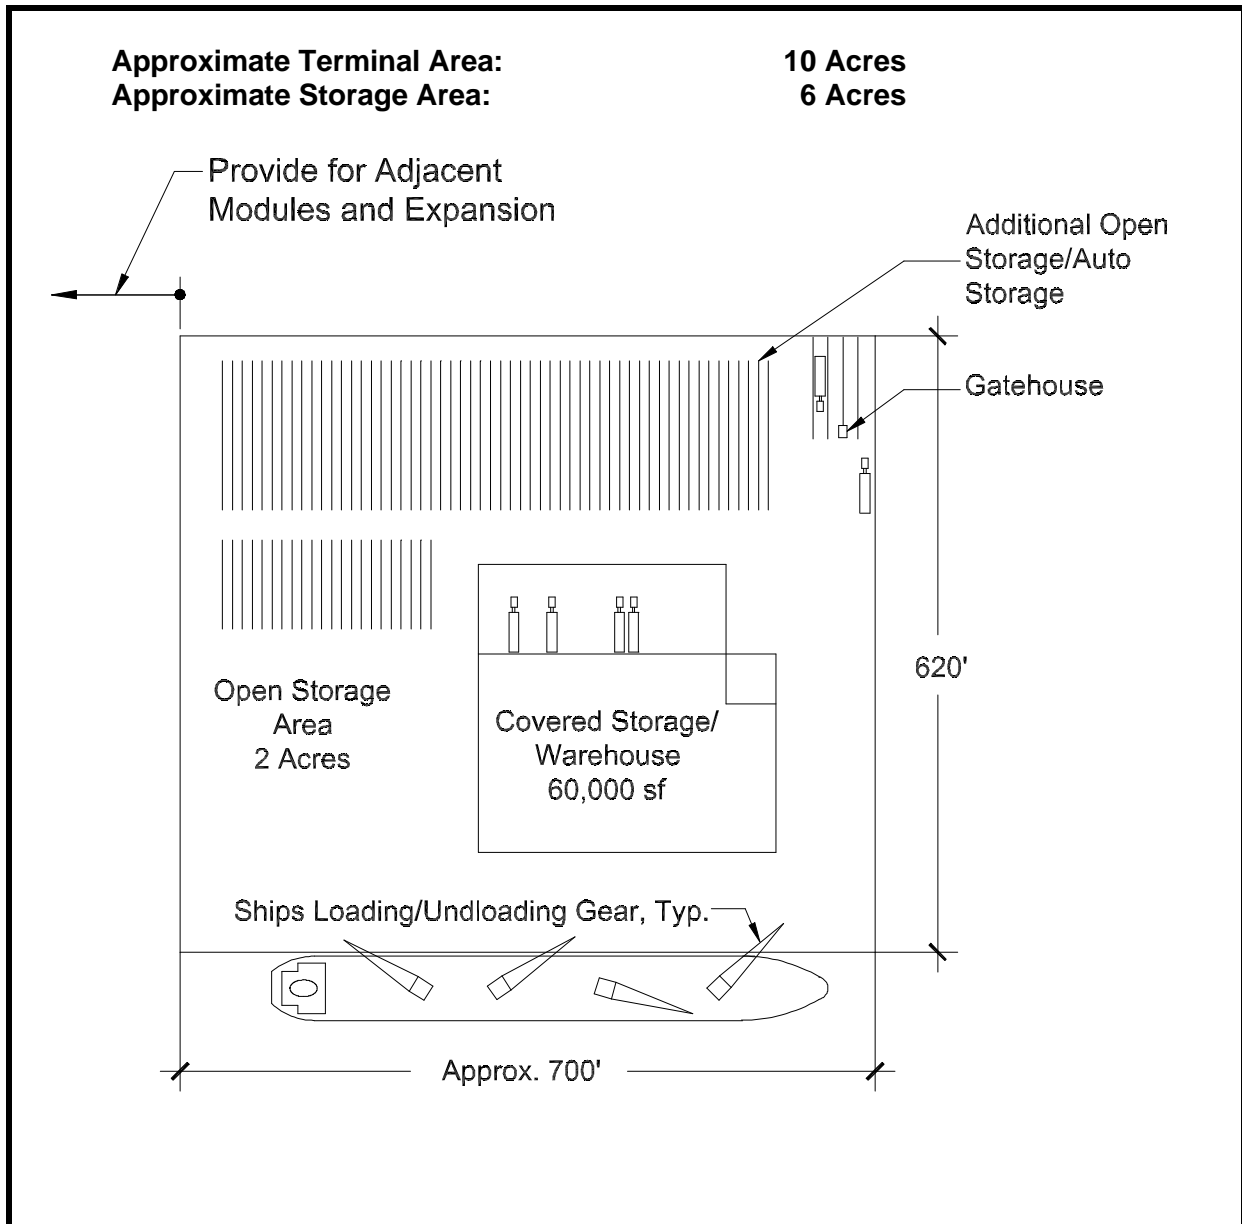 Approximate Terminal Area: 10 Acres
Approximate Storage Area: 6 Acres
Provide for Adjacent
Modules and Expansion
Additional Open
Storage/Auto
Storage
Gatehouse
620'
Open Storage
Area
2 Acres
Covered Storage/
Warehouse
60,000 sf
Ships Loading/Undloading Gear, Typ.
Approx. 700'